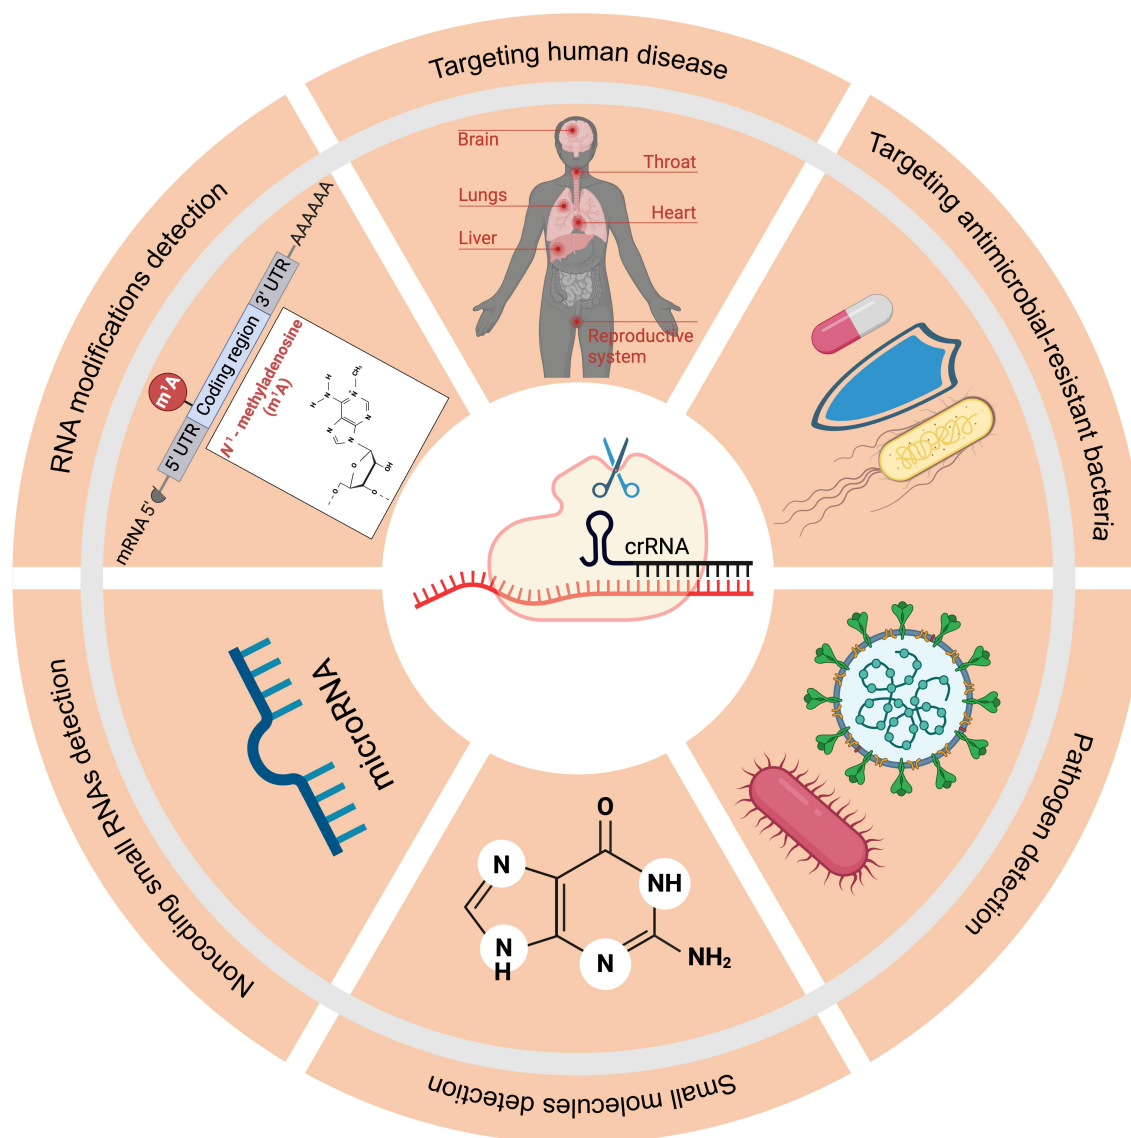 Targeting human disease
Brain
Throat
Lungs
Heart
Liver
Reproductive
system
Targeting antimicrobial-resistant bacteria
Pathogen detection
Small molecules detection
O
N
NH
N
H
N
NH₂
Noncoding small RNAs detection
microRNA
RNA modifications detection
mRNA 5'
5' UTR
Coding region
3' UTR
AAAAAA
m¹A
N¹- methyladenosine
(m¹A)
H
H
N
N⁺
CH₃
N
N
N
O
OH
O
O
crRNA